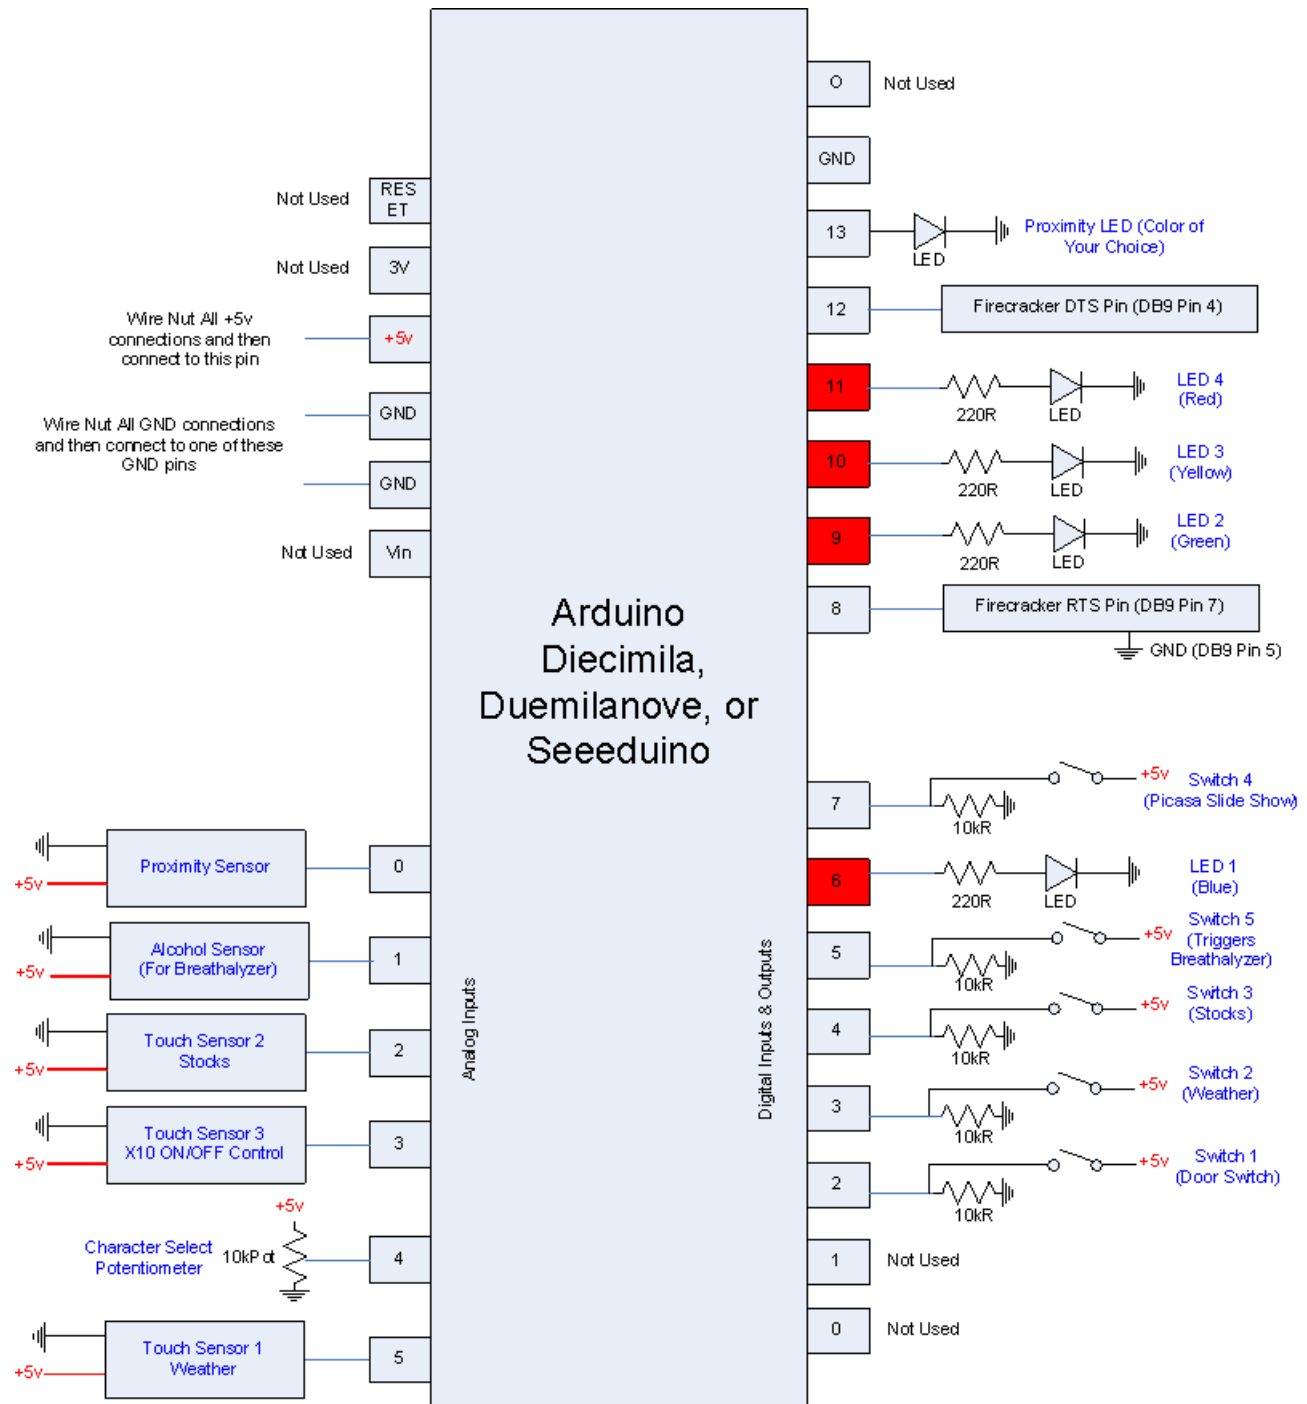 O
Not Used
GND
RES
ET
Not Used
13
LED
Proximity LED (Color of
Your Choice)
3V
Not Used
12
Firecracker DTS Pin (DB9 Pin 4)
Wire Nut All +5v
connections and then
connect to this pin
+5v
11
220R
LED
LED 4
(Red)
Wire Nut All GND connections
and then connect to one of these
GND pins
GND
GND
10
220R
LED
LED 3
(Yellow)
9
220R
LED
LED 2
(Green)
Not Used
Vin
8
Firecracker RTS Pin (DB9 Pin 7)
GND (DB9 Pin 5)
Arduino
Diecimila,
Duemilanove, or
Seeeduino
7
10kR
+5v
Switch 4
(Picasa Slide Show)
Proximity Sensor
+5v
0
6
220R
LED
LED 1
(Blue)
Alcohol Sensor
(For Breathalyzer)
+5v
1
5
10kR
+5v
Switch 5
(Triggers
Breathalyzer)
Analog Inputs
Digital Inputs & Outputs
Touch Sensor 2
Stocks
+5v
2
4
10kR
+5v
Switch 3
(Stocks)
Touch Sensor 3
X10 ON/OFF Control
+5v
3
3
10kR
+5v
Switch 2
(Weather)
2
10kR
+5v
Switch 1
(Door Switch)
+5v
Character Select
Potentiometer
10kPot
4
1
Not Used
0
Not Used
Touch Sensor 1
Weather
+5v
5